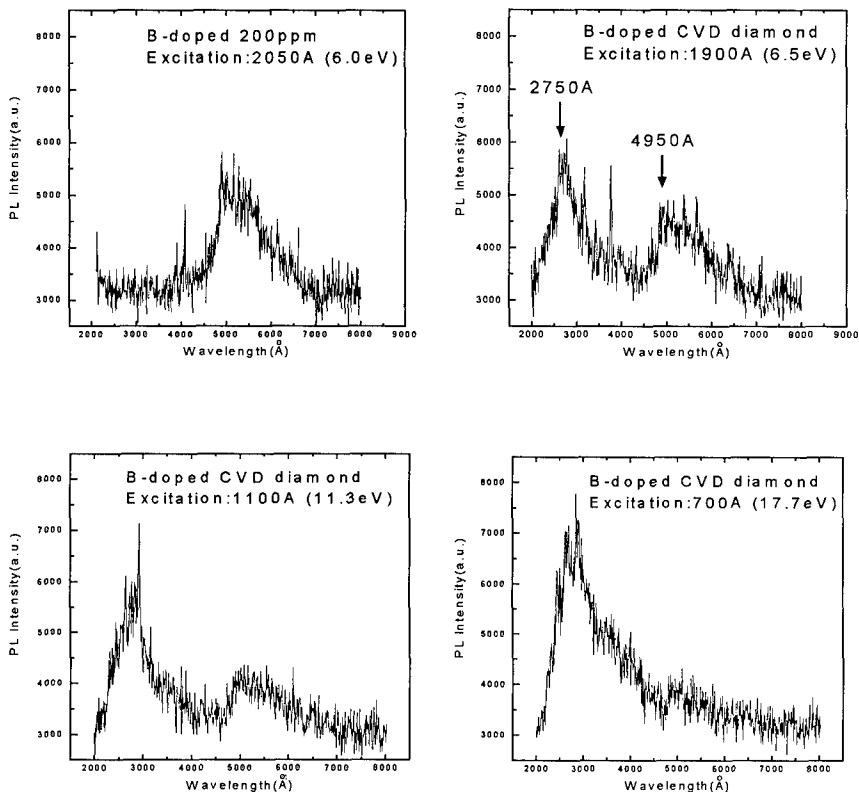 B-doped 200ppm
Excitation:2050A (6.0eV)
PL Intensity(a.u.)
8000
7000
6000
5000
4000
3000
2000 3000 4000 5000 6000 7000 8000 9000
Wavelength(Å)
B-doped CVD diamond
Excitation:1900A (6.5eV)
2750A
4950A
PL Intensity(a.u.)
8000
7000
6000
5000
4000
3000
2000 3000 4000 5000 6000 7000 8000 9000
Wavelength(Å)
B-doped CVD diamond
Excitation:1100A (11.3eV)
PL Intensity(a.u.)
8000
7000
6000
5000
4000
3000
2000 3000 4000 5000 6000 7000 8000
Wavelength(Å)
B-doped CVD diamond
Excitation:700A (17.7eV)
PL Intensity(a.u.)
8000
7000
6000
5000
4000
3000
2000 3000 4000 5000 6000 7000 8000
Wavelength(Å)